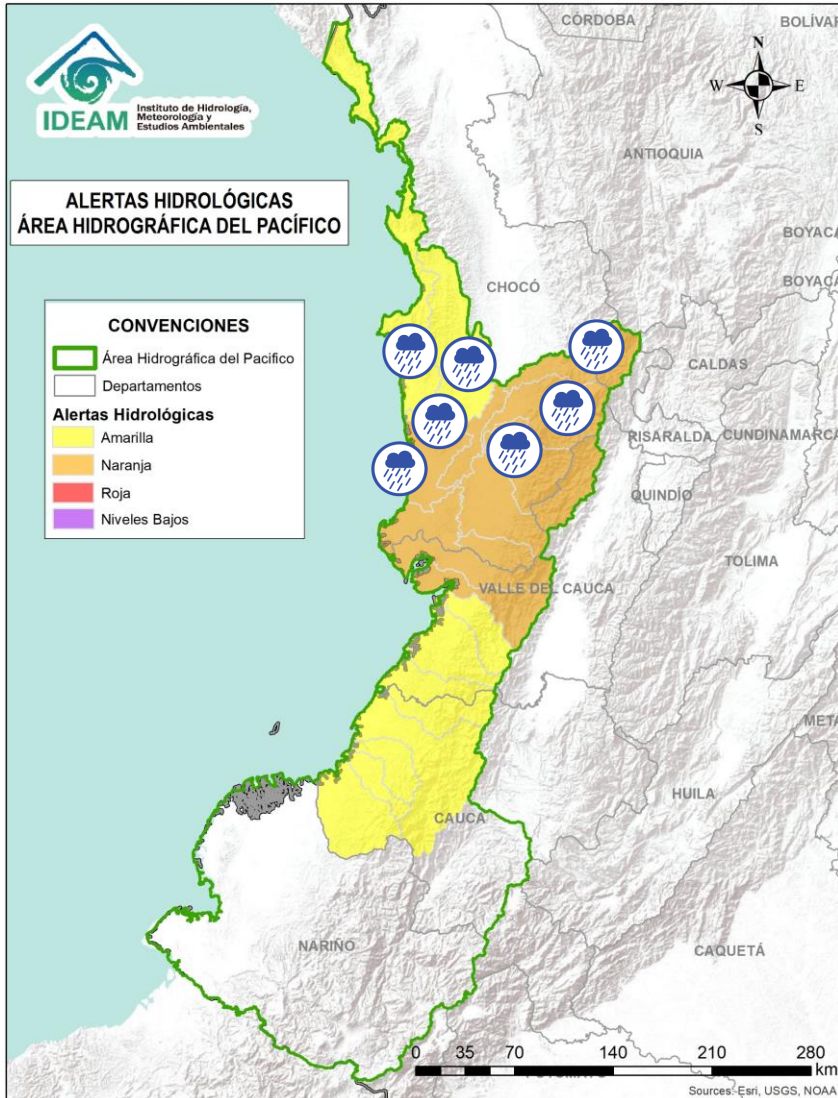 CÓRDOBA
BOLÍVAR
N
W E
S
IDEAM
Instituto de Hidrología,
Meteorología y
Estudios Ambientales
ANTIOQUIA
ALERTAS HIDROLÓGICAS
ÁREA HIDROGRÁFICA DEL PACÍFICO
BOYACÁ
BOYACÁ
CHOCÓ
CONVENCIONES
Área Hidrográfica del Pacifico
Departamentos
Alertas Hidrológicas
Amarilla
Naranja
Roja
Niveles Bajos
CALDAS
RISARALDA
CUNDINAMARCA
QUINDÍO
TOLIMA
VALLE DEL CAUCA
META
HUILA
CAUCA
NARIÑO
CAQUETÁ
0 35 70 140 210 280
km
Sources: Esri, USGS, NOAA